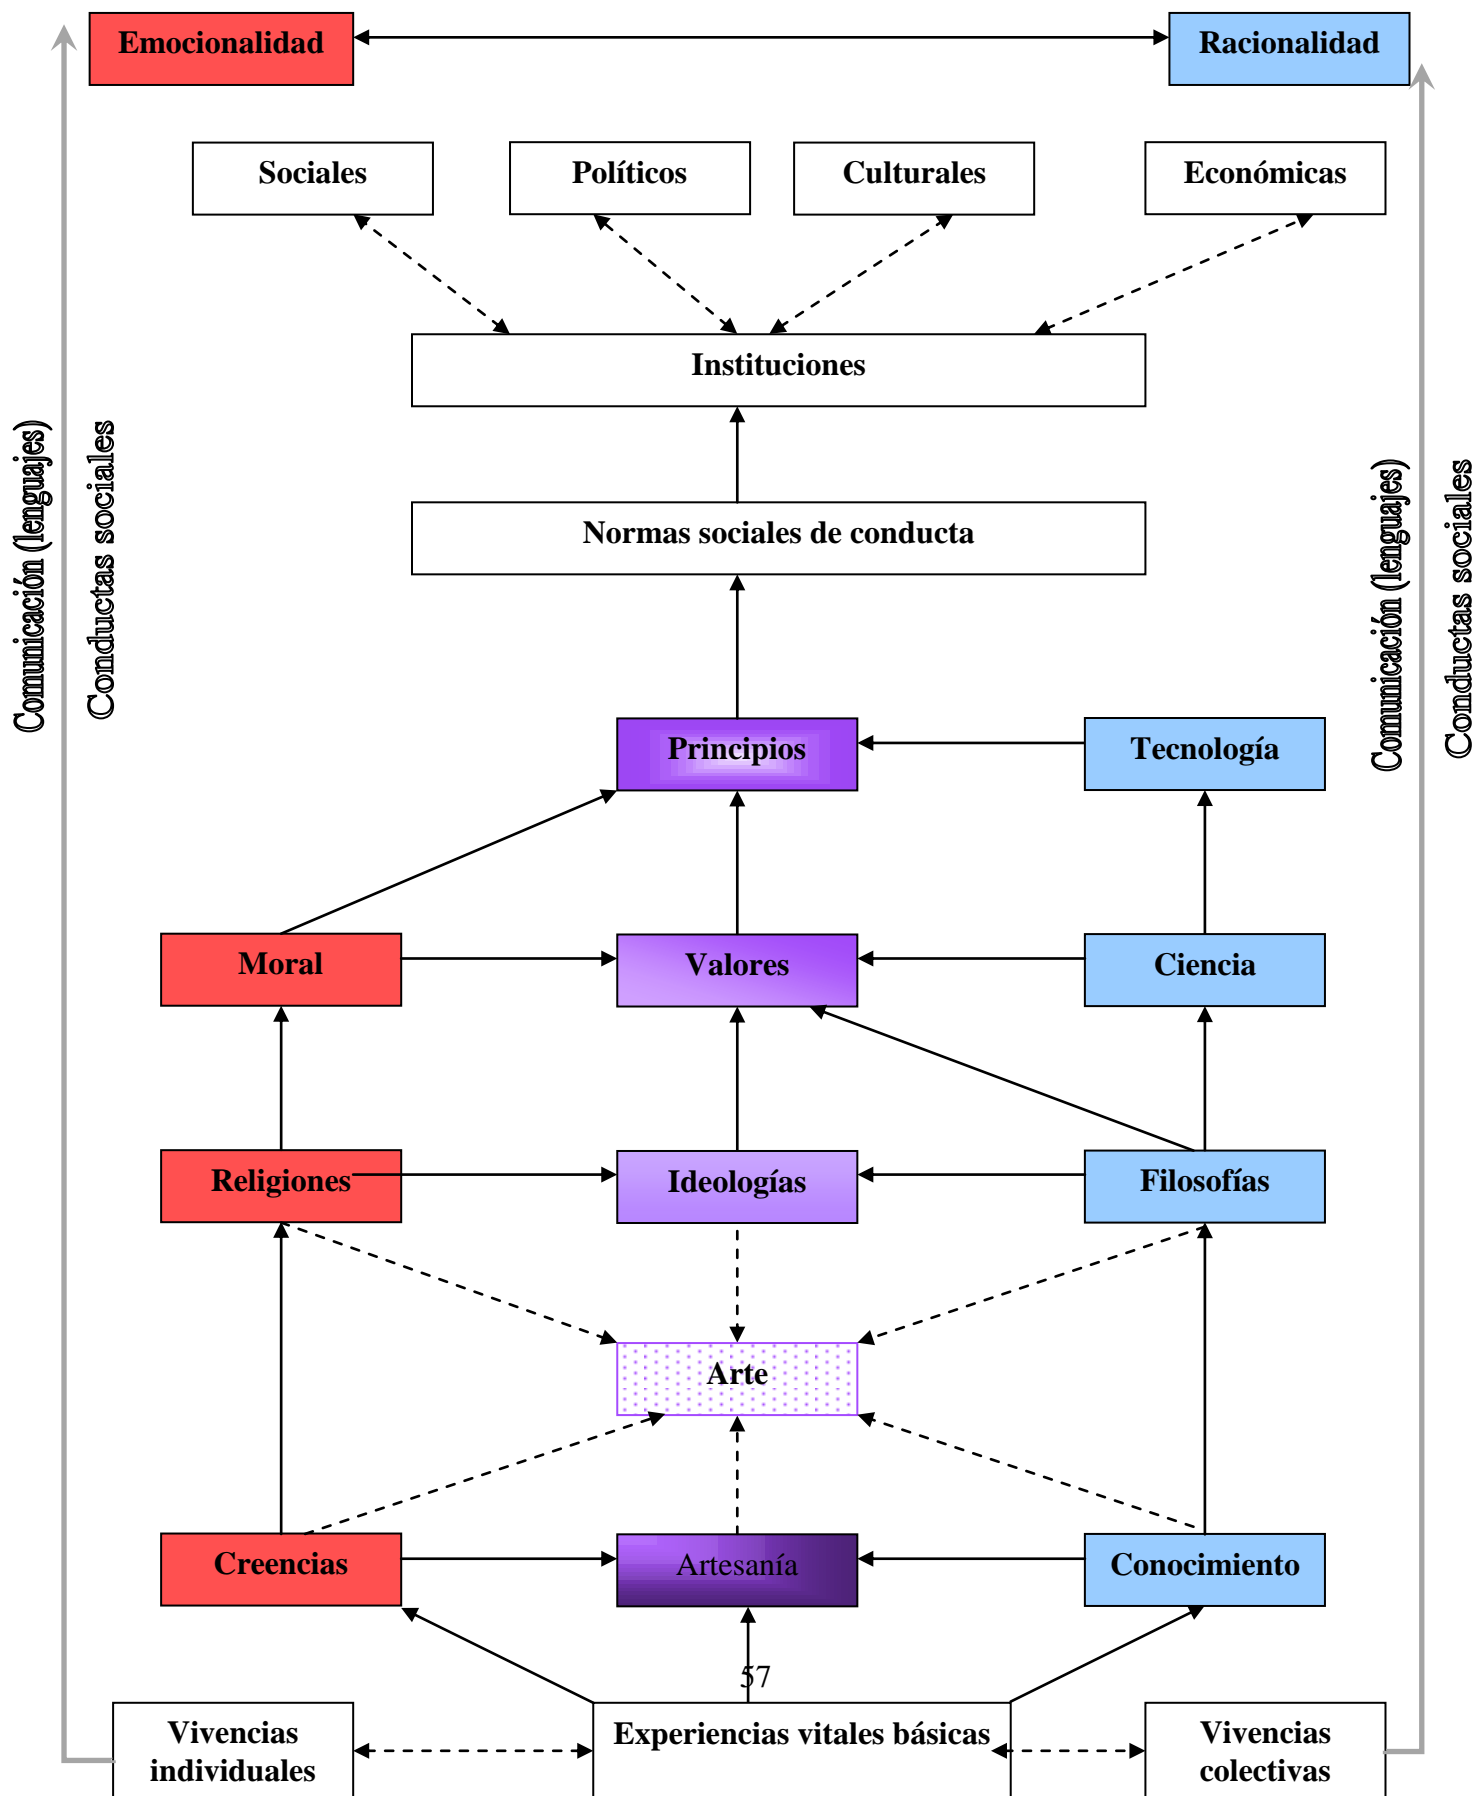 Emocionalidad
Racionalidad
Sociales
Políticos
Culturales
Económicas
Instituciones
Comunicación (lenguajes)
Conductas sociales
Comunicación (lenguajes)
Conductas sociales
Normas sociales de conducta
Principios
Tecnología
Moral
Valores
Ciencia
Religiones
Ideologías
Filosofías
Arte
Creencias
Artesanía
Conocimiento
57
Vivencias
individuales
Experiencias vitales básicas
Vivencias
colectivas